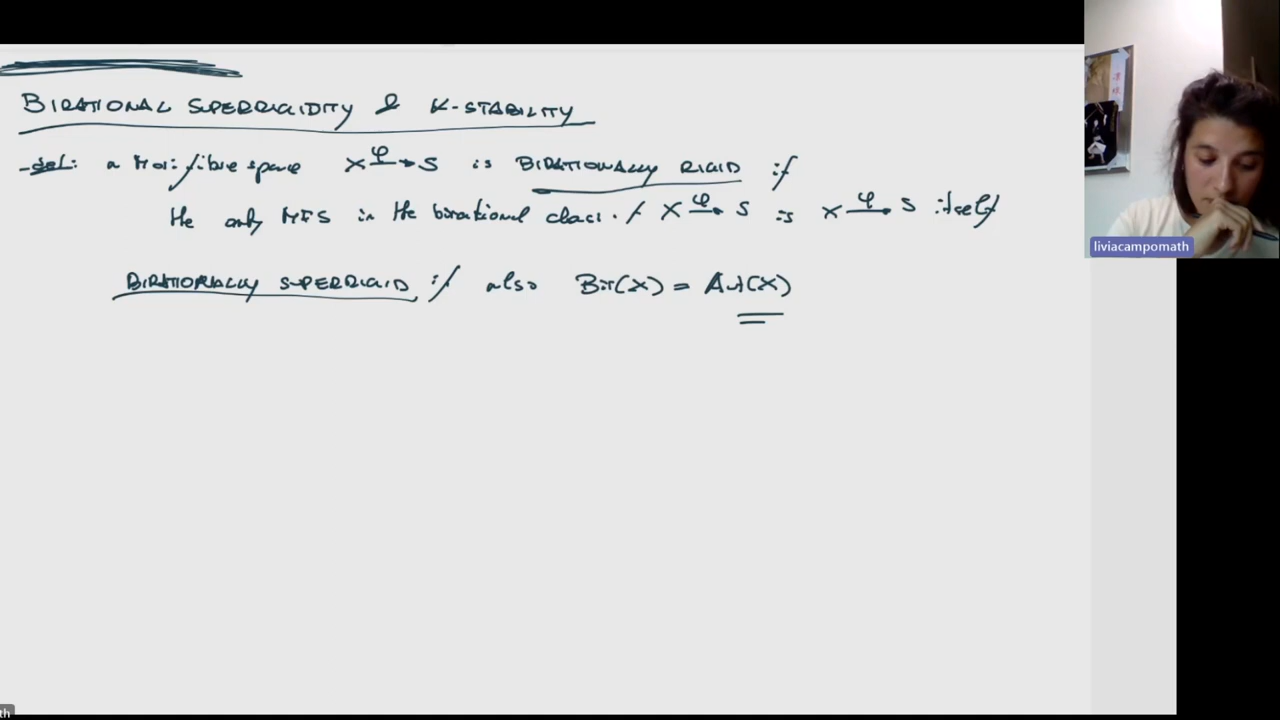 BIRATIONAL SUPERRIGIDITY & K-STABILITY
def: a Mori fibre space X φ→ S is BIRATIONALLY RIGID if
the only MFS in the birational class of X φ→ S is X φ→ S itself
BIRATIONALLY SUPERRIGID if also Bir(X) = Aut(X)
liviacampomath
th